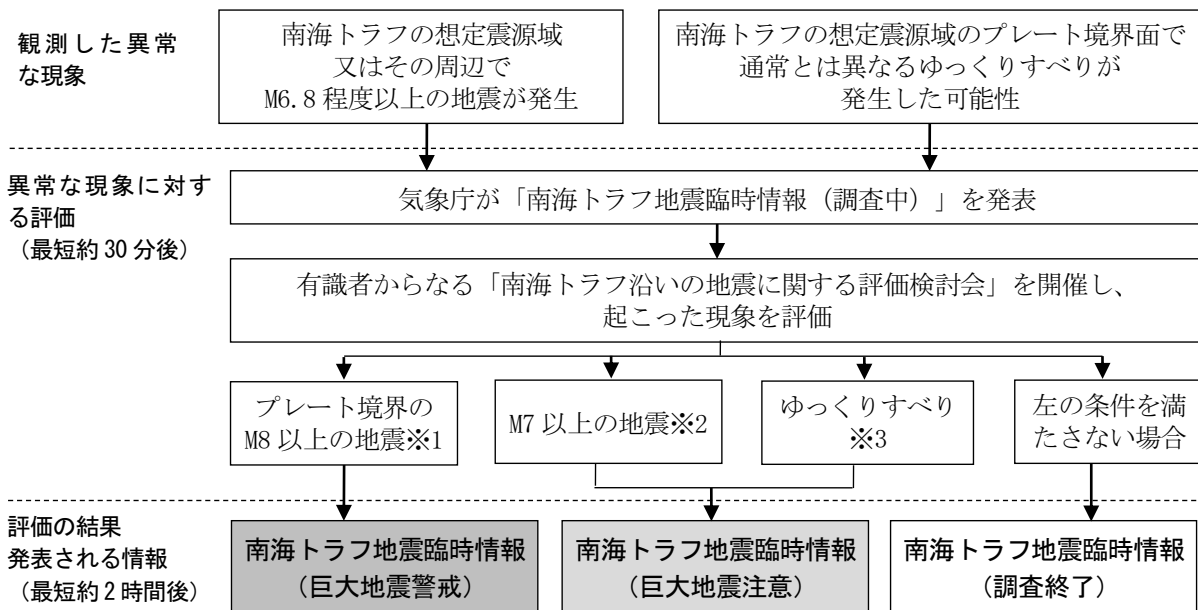 観測した異常
な現象
南海トラフの想定震源域
又はその周辺で
M6.8程度以上の地震が発生
南海トラフの想定震源域のプレート境界面で
通常とは異なるゆっくりすべりが
発生した可能性
異常な現象に対す
る評価
（最短約30分後）
気象庁が「南海トラフ地震臨時情報（調査中）」を発表
有識者からなる「南海トラフ沿いの地震に関する評価検討会」を開催し、
起こった現象を評価
プレート境界の
M8以上の地震※1
M7以上の地震※2
ゆっくりすべり
※3
左の条件を満
たさない場合
評価の結果
発表される情報
（最短約2時間後）
南海トラフ地震臨時情報
（巨大地震警戒）
南海トラフ地震臨時情報
（巨大地震注意）
南海トラフ地震臨時情報
（調査終了）